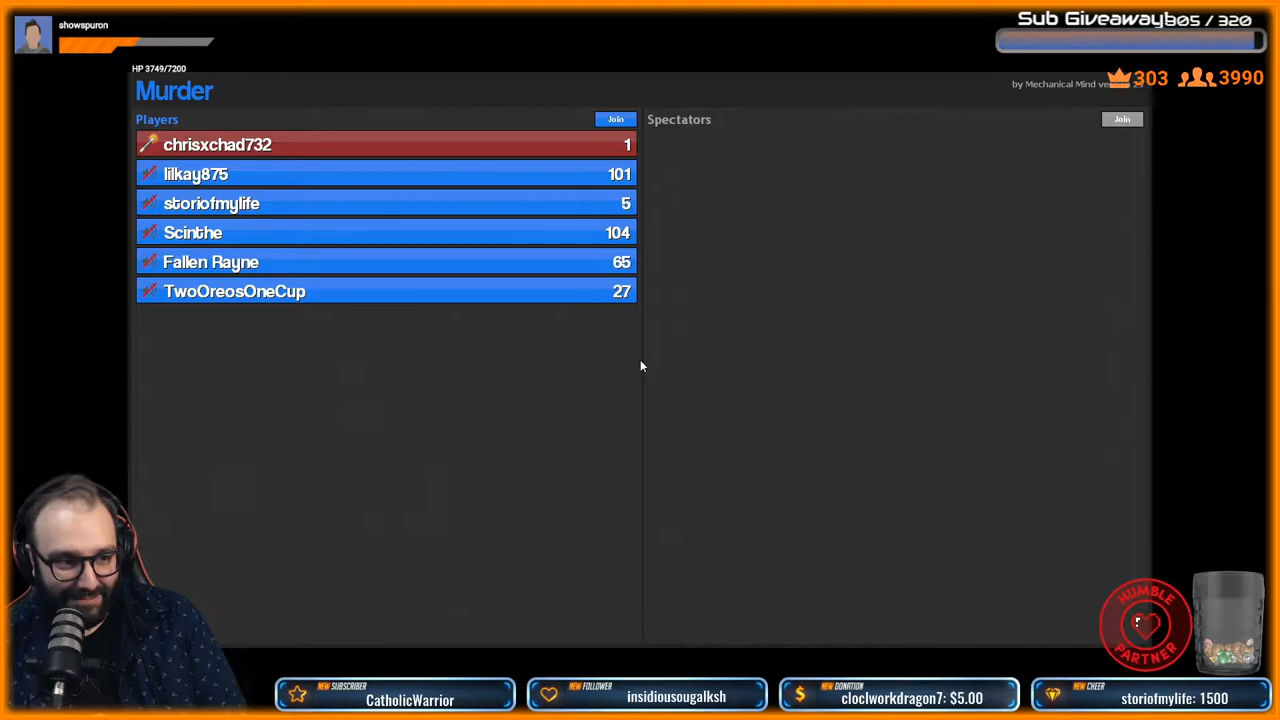 showspuron
Sub Giveaway 305 / 320
HP 3749/7200
303
3990
Murder
by Mechanical Mind
Players
Join
Spectators
Join
chrisxchad732 1
lilkay875 101
storiofmylife 5
Scinthe 104
Fallen Rayne 65
TwoOreosOneCup 27
HUMBLE
PARTNER
NEW SUBSCRIBER
CatholicWarrior
NEW FOLLOWER
insidiousougalksh
NEW DONATION
cloclworkdragon7: $5.00
NEW CHEER
storiofmylife: 1500